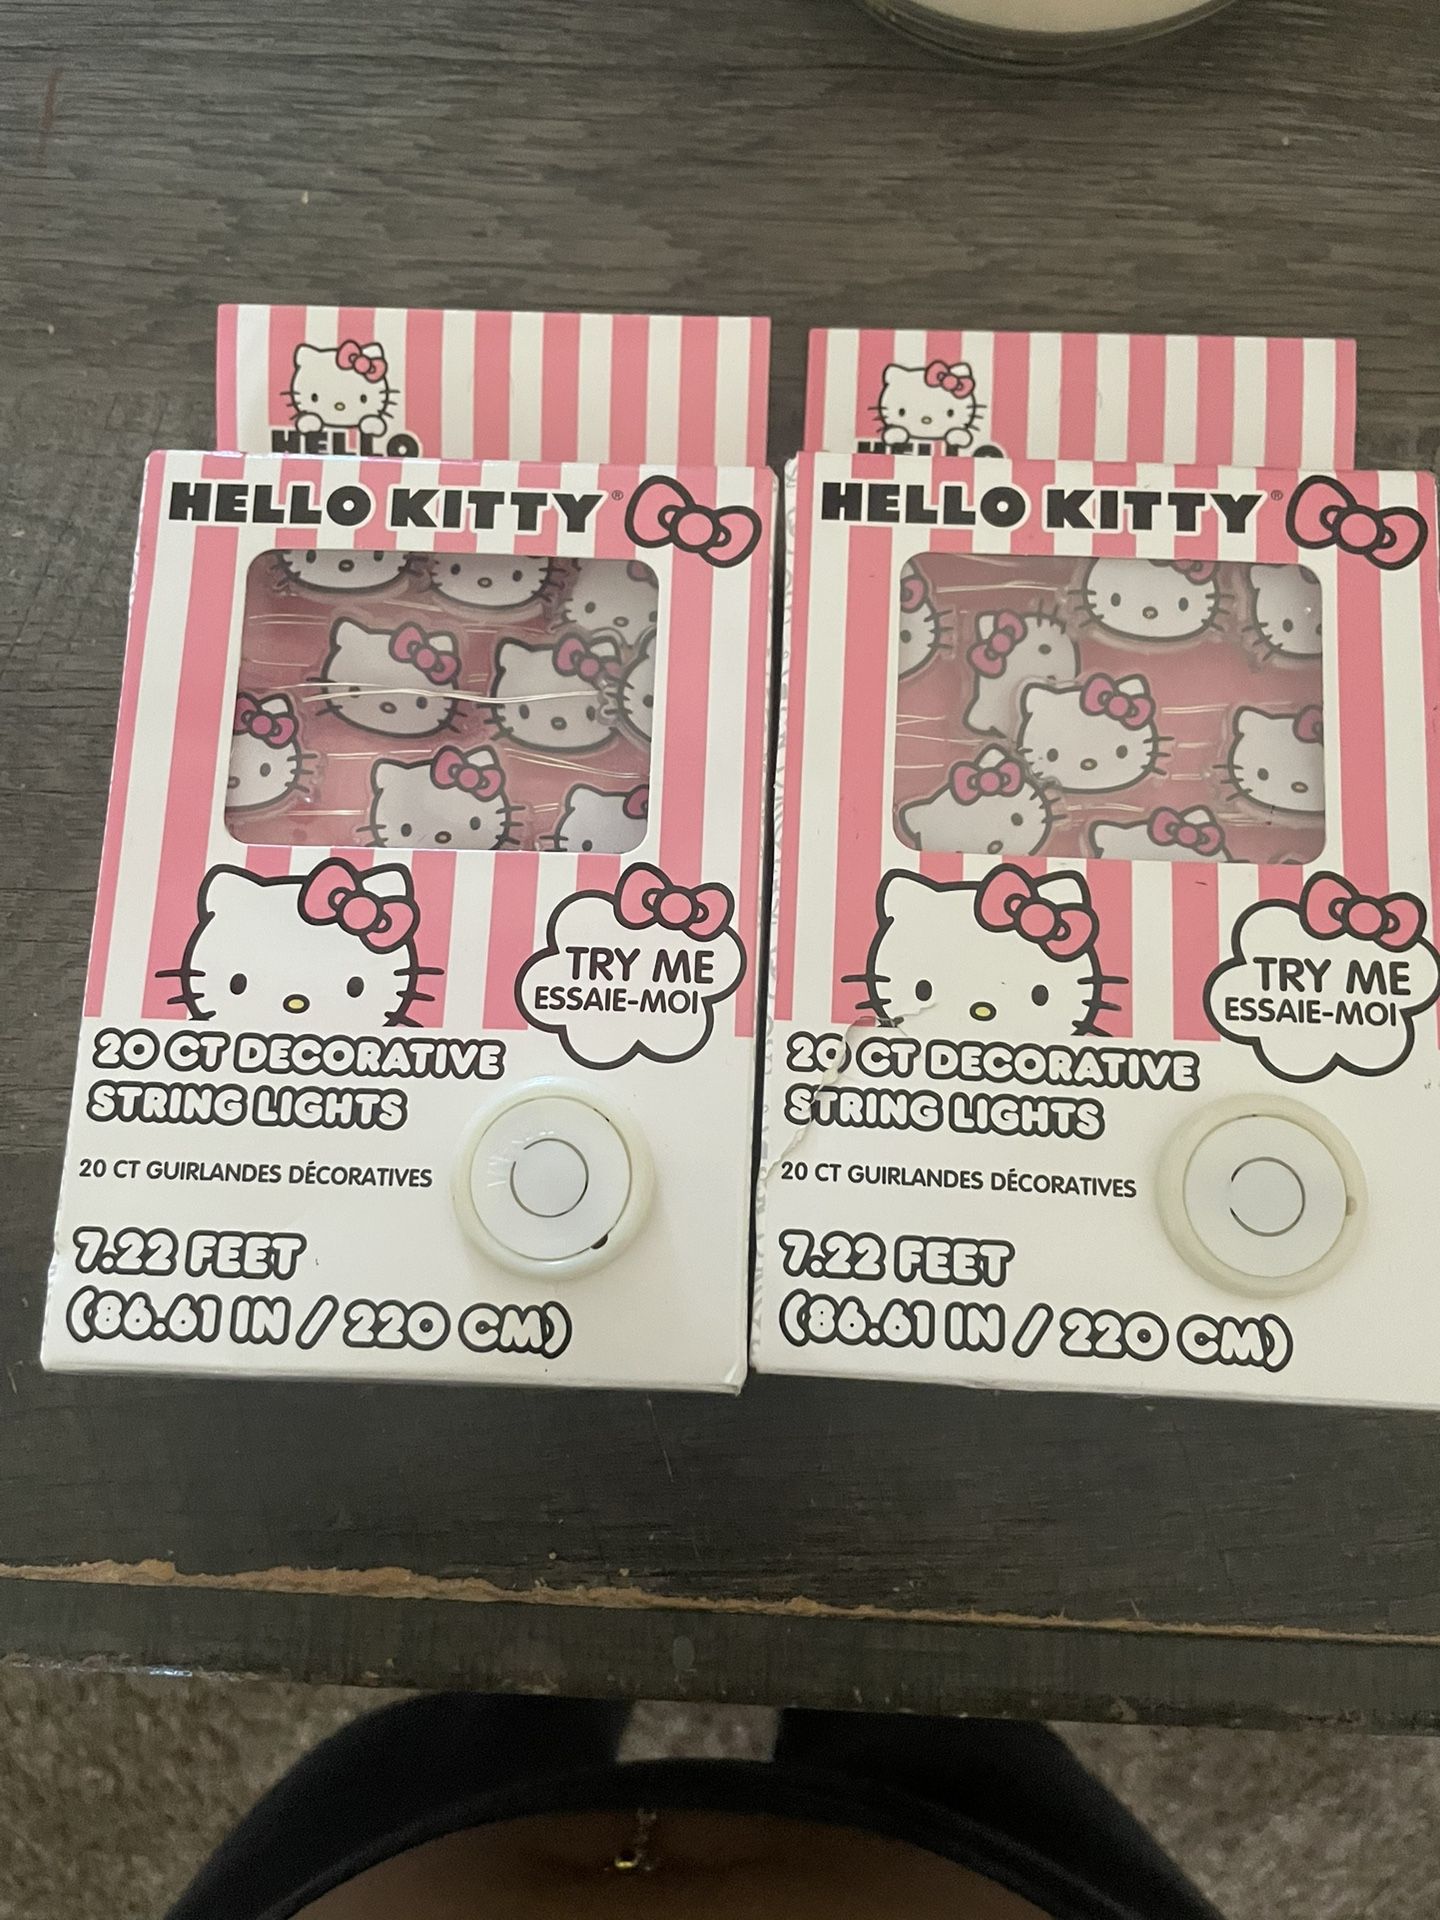 HELLO
HELLO KITTY®
TRY ME
ESSAIE-MOI
20 CT DECORATIVE
STRING LIGHTS
20 CT GUIRLANDES DÉCORATIVES
7.22 FEET
(86.61 IN / 220 CM)
HELLO
HELLO KITTY®
TRY ME
ESSAIE-MOI
20 CT DECORATIVE
STRING LIGHTS
20 CT GUIRLANDES DÉCORATIVES
7.22 FEET
(86.61 IN / 220 CM)